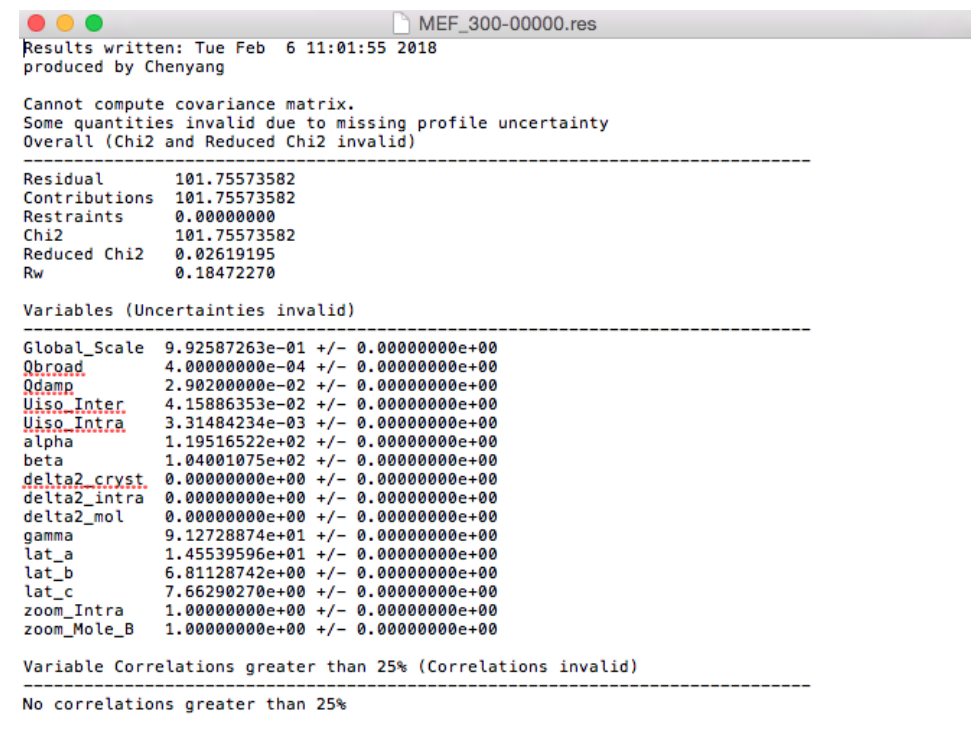 MEF_300-00000.res
Results written: Tue Feb  6 11:01:55 2018
produced by Chenyang
Cannot compute covariance matrix.
Some quantities invalid due to missing profile uncertainty
Overall (Chi2 and Reduced Chi2 invalid)
------------------------------------------------------------------------------
Residual       101.75573582
Contributions  101.75573582
Restraints     0.00000000
Chi2           101.75573582
Reduced Chi2   0.02619195
Rw             0.18472270
Variables (Uncertainties invalid)
------------------------------------------------------------------------------
Global_Scale  9.92587263e-01 +/- 0.00000000e+00
Qbroad        4.00000000e-04 +/- 0.00000000e+00
Qdamp         2.90200000e-02 +/- 0.00000000e+00
Uiso_Inter    4.15886353e-02 +/- 0.00000000e+00
Uiso_Intra    3.31484234e-03 +/- 0.00000000e+00
alpha         1.19516522e+02 +/- 0.00000000e+00
beta          1.04001075e+02 +/- 0.00000000e+00
delta2_cryst  0.00000000e+00 +/- 0.00000000e+00
delta2_intra  0.00000000e+00 +/- 0.00000000e+00
delta2_mol    0.00000000e+00 +/- 0.00000000e+00
gamma         9.12728874e+01 +/- 0.00000000e+00
lat_a         1.45539596e+01 +/- 0.00000000e+00
lat_b         6.81128742e+00 +/- 0.00000000e+00
lat_c         7.66290270e+00 +/- 0.00000000e+00
zoom_Intra    1.00000000e+00 +/- 0.00000000e+00
zoom_Mole_B   1.00000000e+00 +/- 0.00000000e+00
Variable Correlations greater than 25% (Correlations invalid)
------------------------------------------------------------------------------
No correlations greater than 25%